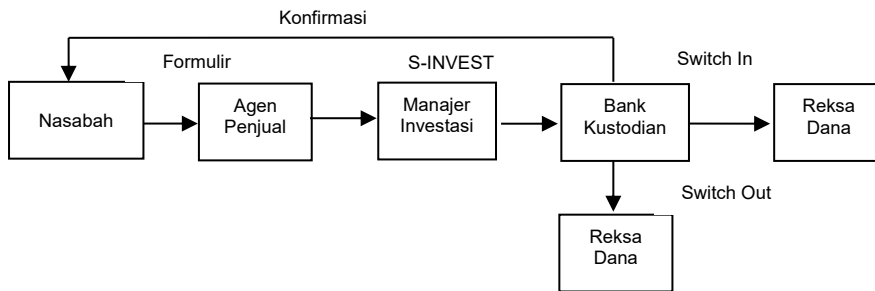 Konfirmasi
Formulir
S-INVEST
Switch In
Nasabah
Agen
Penjual
Manajer
Investasi
Bank
Kustodian
Reksa
Dana
Switch Out
Reksa
Dana